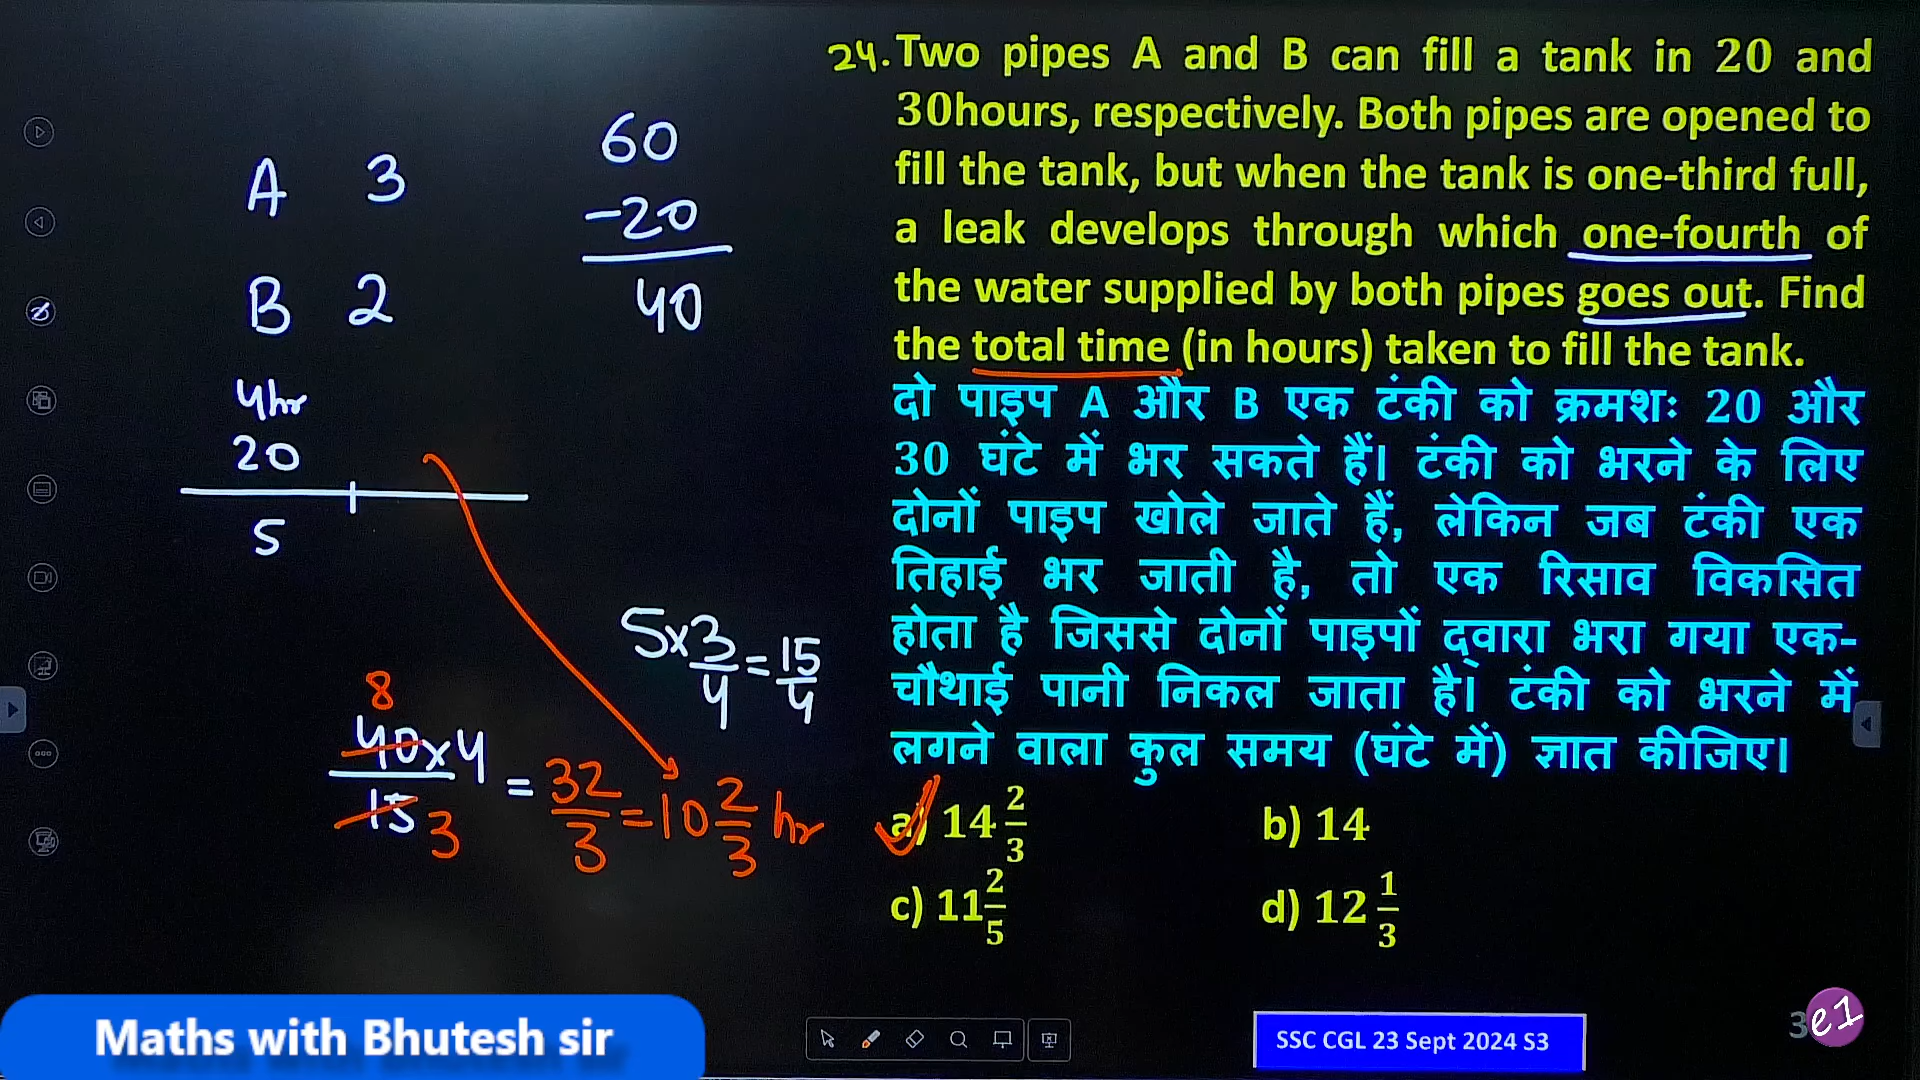 24. Two pipes A and B can fill a tank in 20 and
30hours, respectively. Both pipes are opened to
fill the tank, but when the tank is one-third full,
a leak develops through which one-fourth of
the water supplied by both pipes goes out. Find
the total time (in hours) taken to fill the tank.
दो पाइप A और B एक टंकी को क्रमशः 20 और
30 घंटे में भर सकते हैं। टंकी को भरने के लिए
दोनों पाइप खोले जाते हैं, लेकिन जब टंकी एक
तिहाई भर जाती है, तो एक रिसाव विकसित
होता है जिससे दोनों पाइपों द्वारा भरा गया एक-
चौथाई पानी निकल जाता है। टंकी को भरने में
लगने वाला कुल समय (घंटे में) ज्ञात कीजिए।
a) 14 2/3
b) 14
c) 11 2/5
d) 12 1/3
A 3
B 2
60
-20
40
4hr
20
5
5x3/4=15/4
8
40x4
15 3
= 32/3 = 10 2/3 hr
Maths with Bhutesh sir
SSC CGL 23 Sept 2024 S3
3
e1